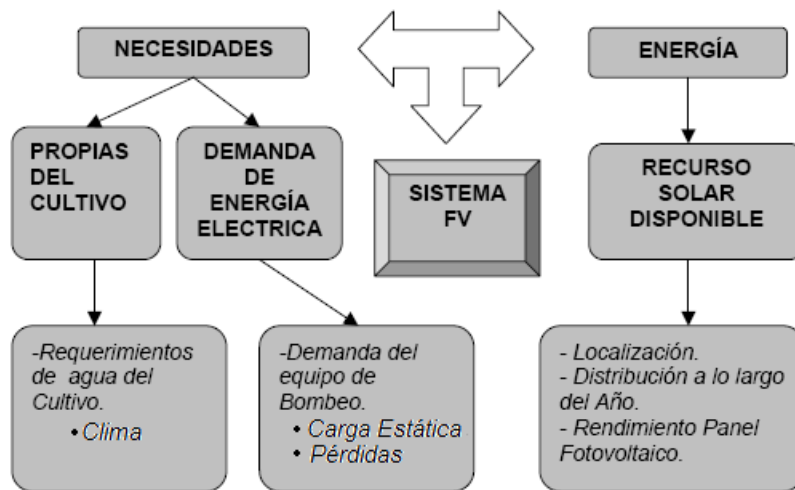 NECESIDADES
ENERGÍA
PROPIAS
DEL
CULTIVO
DEMANDA
DE
ENERGÍA
ELECTRICA
SISTEMA
FV
RECURSO
SOLAR
DISPONIBLE
-Requerimientos
de agua del
Cultivo.
• Clima
-Demanda del
equipo de
Bombeo.
• Carga Estática
• Pérdidas
- Localización.
- Distribución a lo largo
del Año.
- Rendimiento Panel
Fotovoltaico.